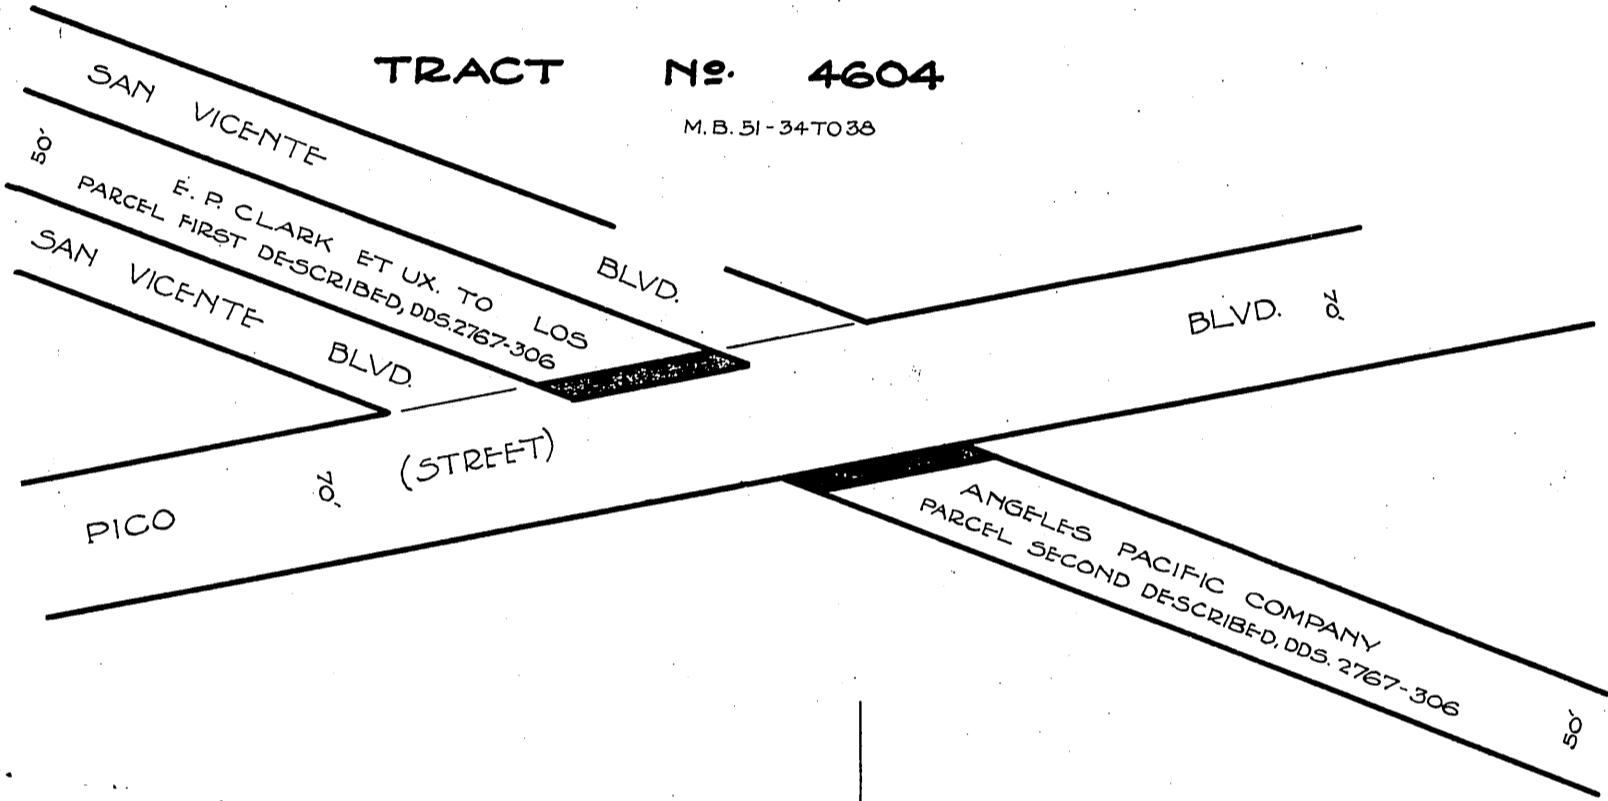 TRACT Nº. 4604
M.B. 51-34 TO 38
SAN VICENTE BLVD.
50'
E. P. CLARK ET UX. TO LOS
PARCEL FIRST DESCRIBED, DDS. 2767-306
SAN VICENTE BLVD.
BLVD. 70'
PICO 70' (STREET)
ANGELES PACIFIC COMPANY
PARCEL SECOND DESCRIBED, DDS. 2767-306
50'